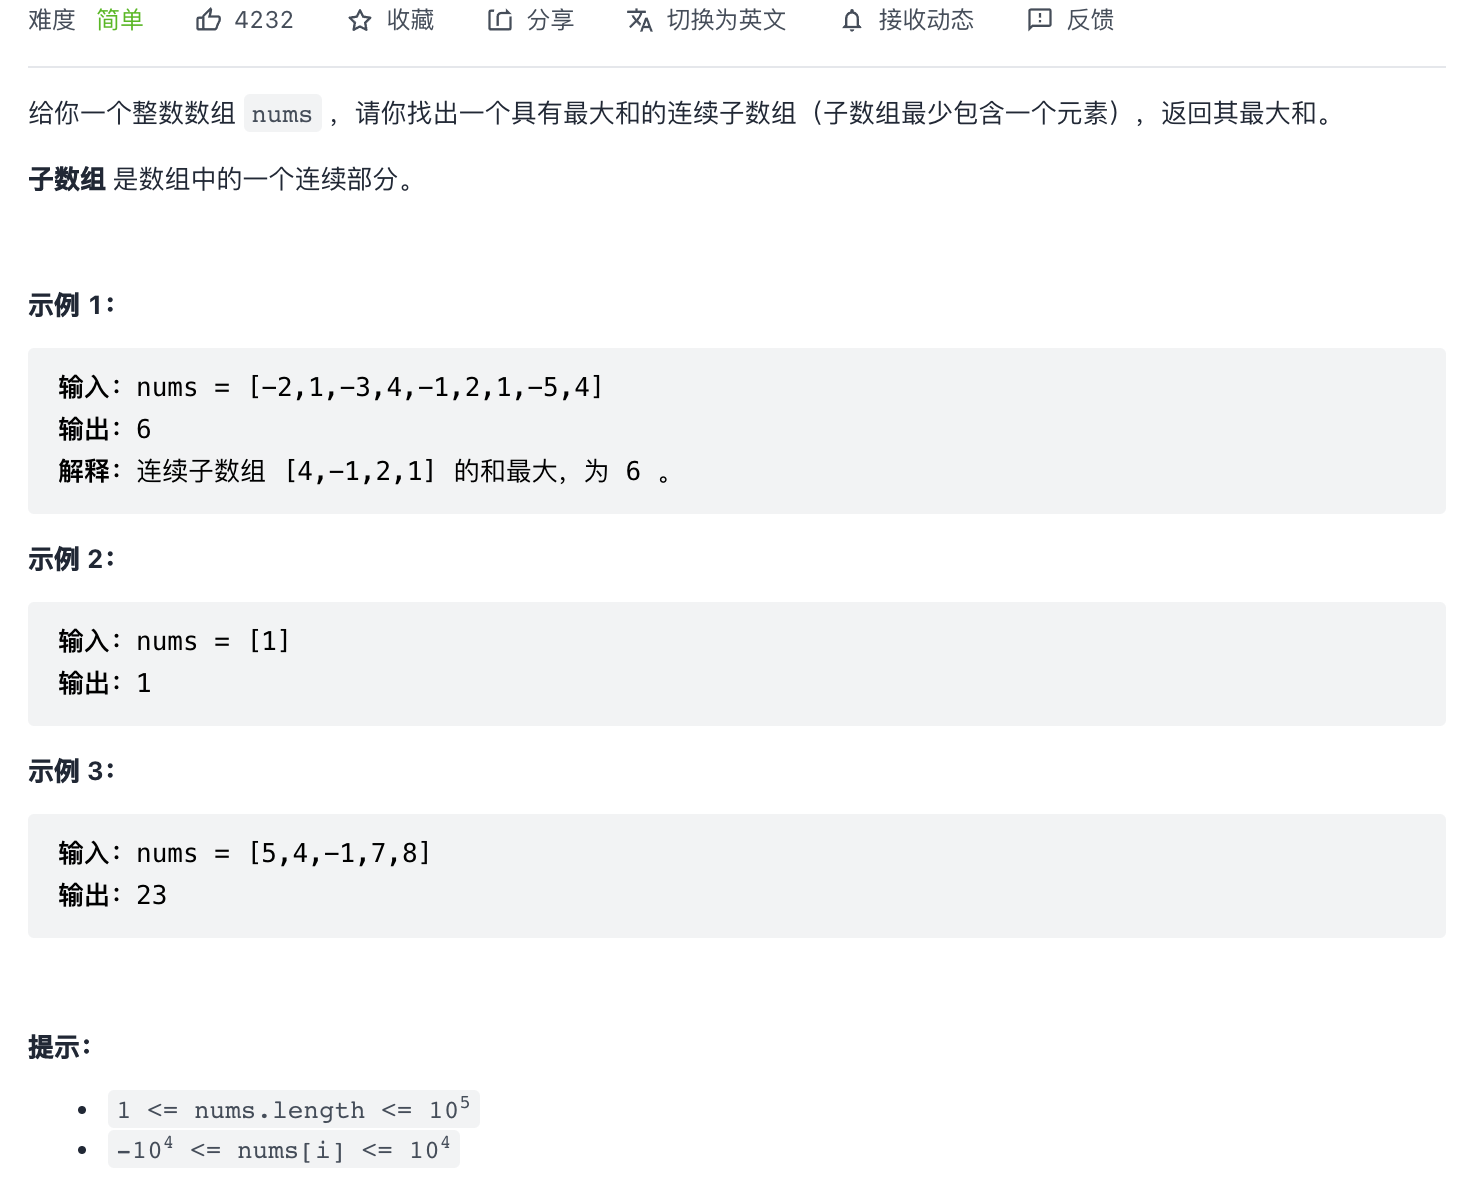 难度 简单 4232 收藏 分享 切换为英文 接收动态 反馈
给你一个整数数组 nums ，请你找出一个具有最大和的连续子数组（子数组最少包含一个元素），返回其最大和。
子数组 是数组中的一个连续部分。
示例 1：
输入：nums = [-2,1,-3,4,-1,2,1,-5,4]
输出：6
解释：连续子数组 [4,-1,2,1] 的和最大，为 6 。
示例 2：
输入：nums = [1]
输出：1
示例 3：
输入：nums = [5,4,-1,7,8]
输出：23
提示：
• 1 <= nums.length <= 10⁵
• -10⁴ <= nums[i] <= 10⁴